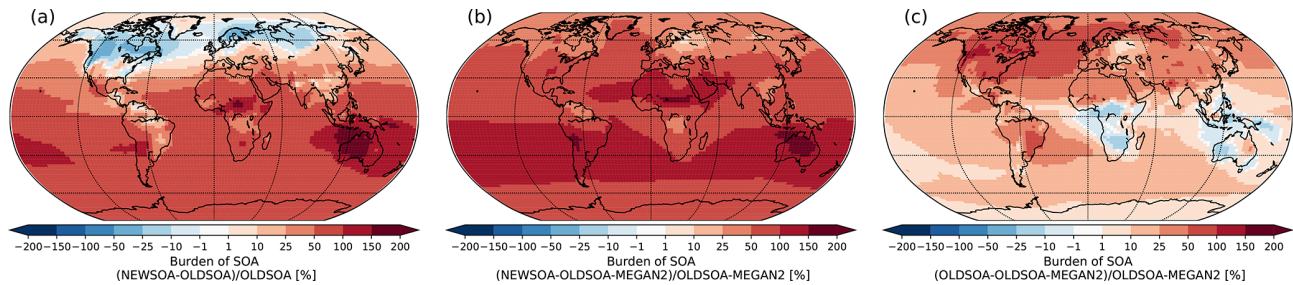 (a)
−200−150−100 −50 −25 −10 −1 1 10 25 50 100 150 200
Burden of SOA
(NEWSOA-OLDSOA)/OLDSOA [%]
(b)
−200−150−100 −50 −25 −10 −1 1 10 25 50 100 150 200
Burden of SOA
(NEWSOA-OLDSOA-MEGAN2)/OLDSOA-MEGAN2 [%]
(c)
−200−150−100 −50 −25 −10 −1 1 10 25 50 100 150 200
Burden of SOA
(OLDSOA-OLDSOA-MEGAN2)/OLDSOA-MEGAN2 [%]